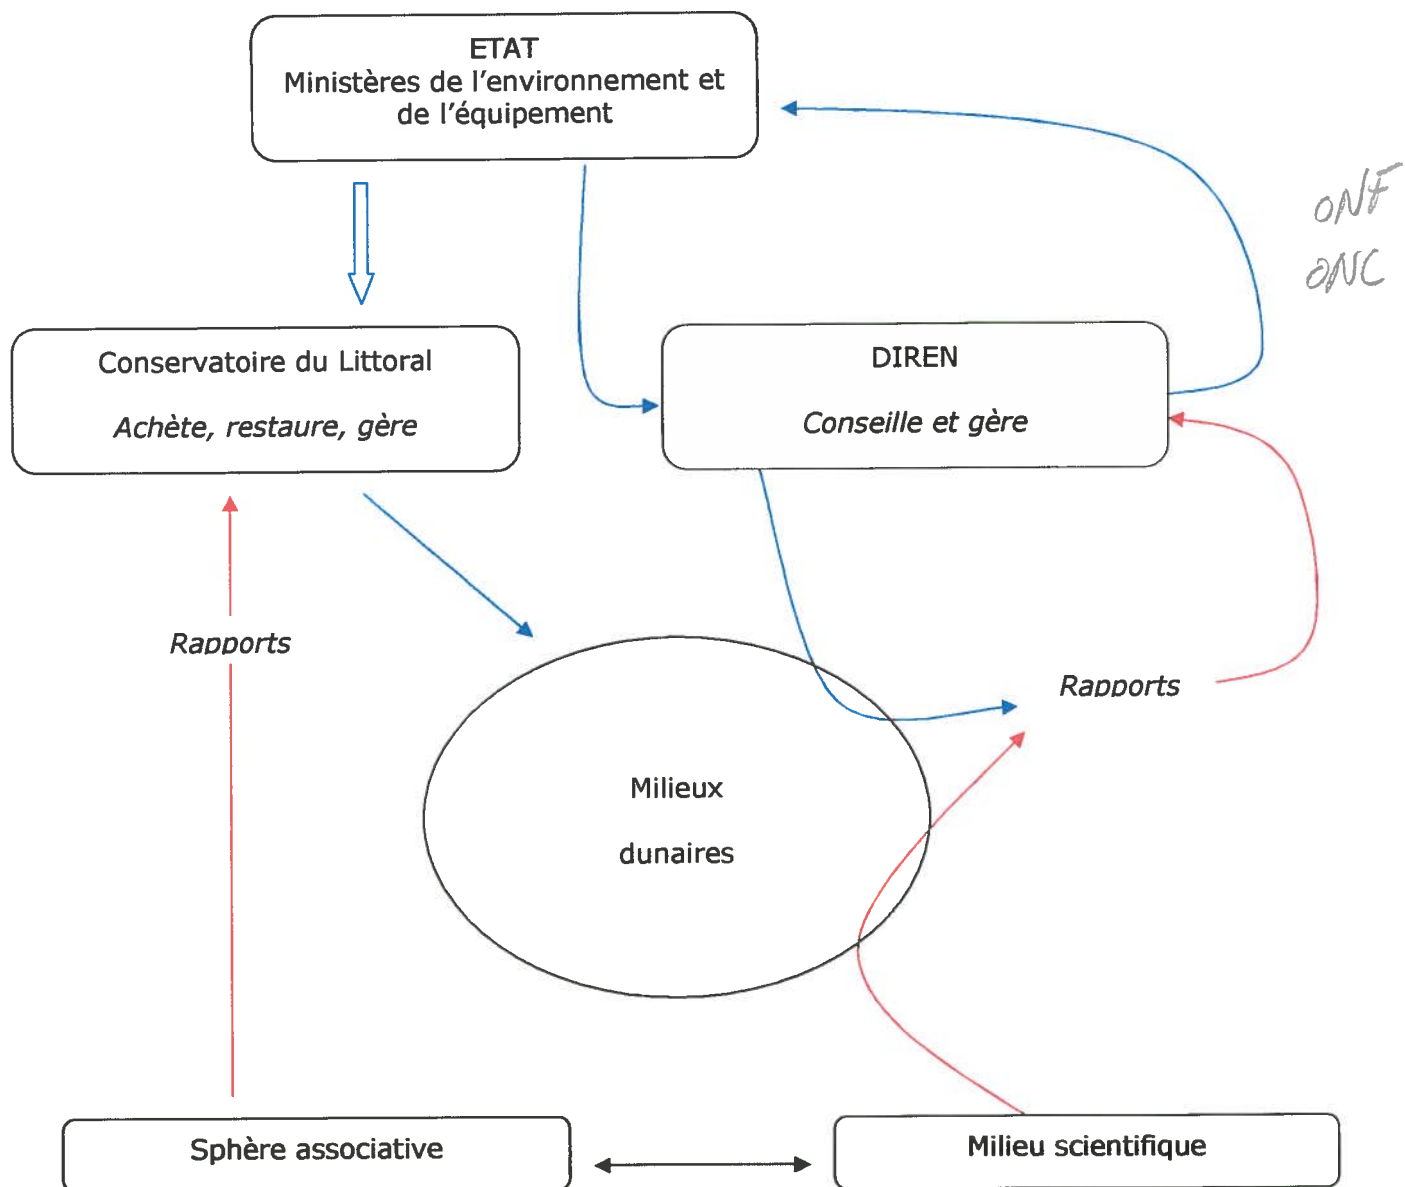 ETAT
Ministères de l'environnement et
de l'équipement
oNF
oNC
Conservatoire du Littoral
Achète, restaure, gère
DIREN
Conseille et gère
Rapports
Rapports
Milieux
dunaires
Sphère associative
Milieu scientifique